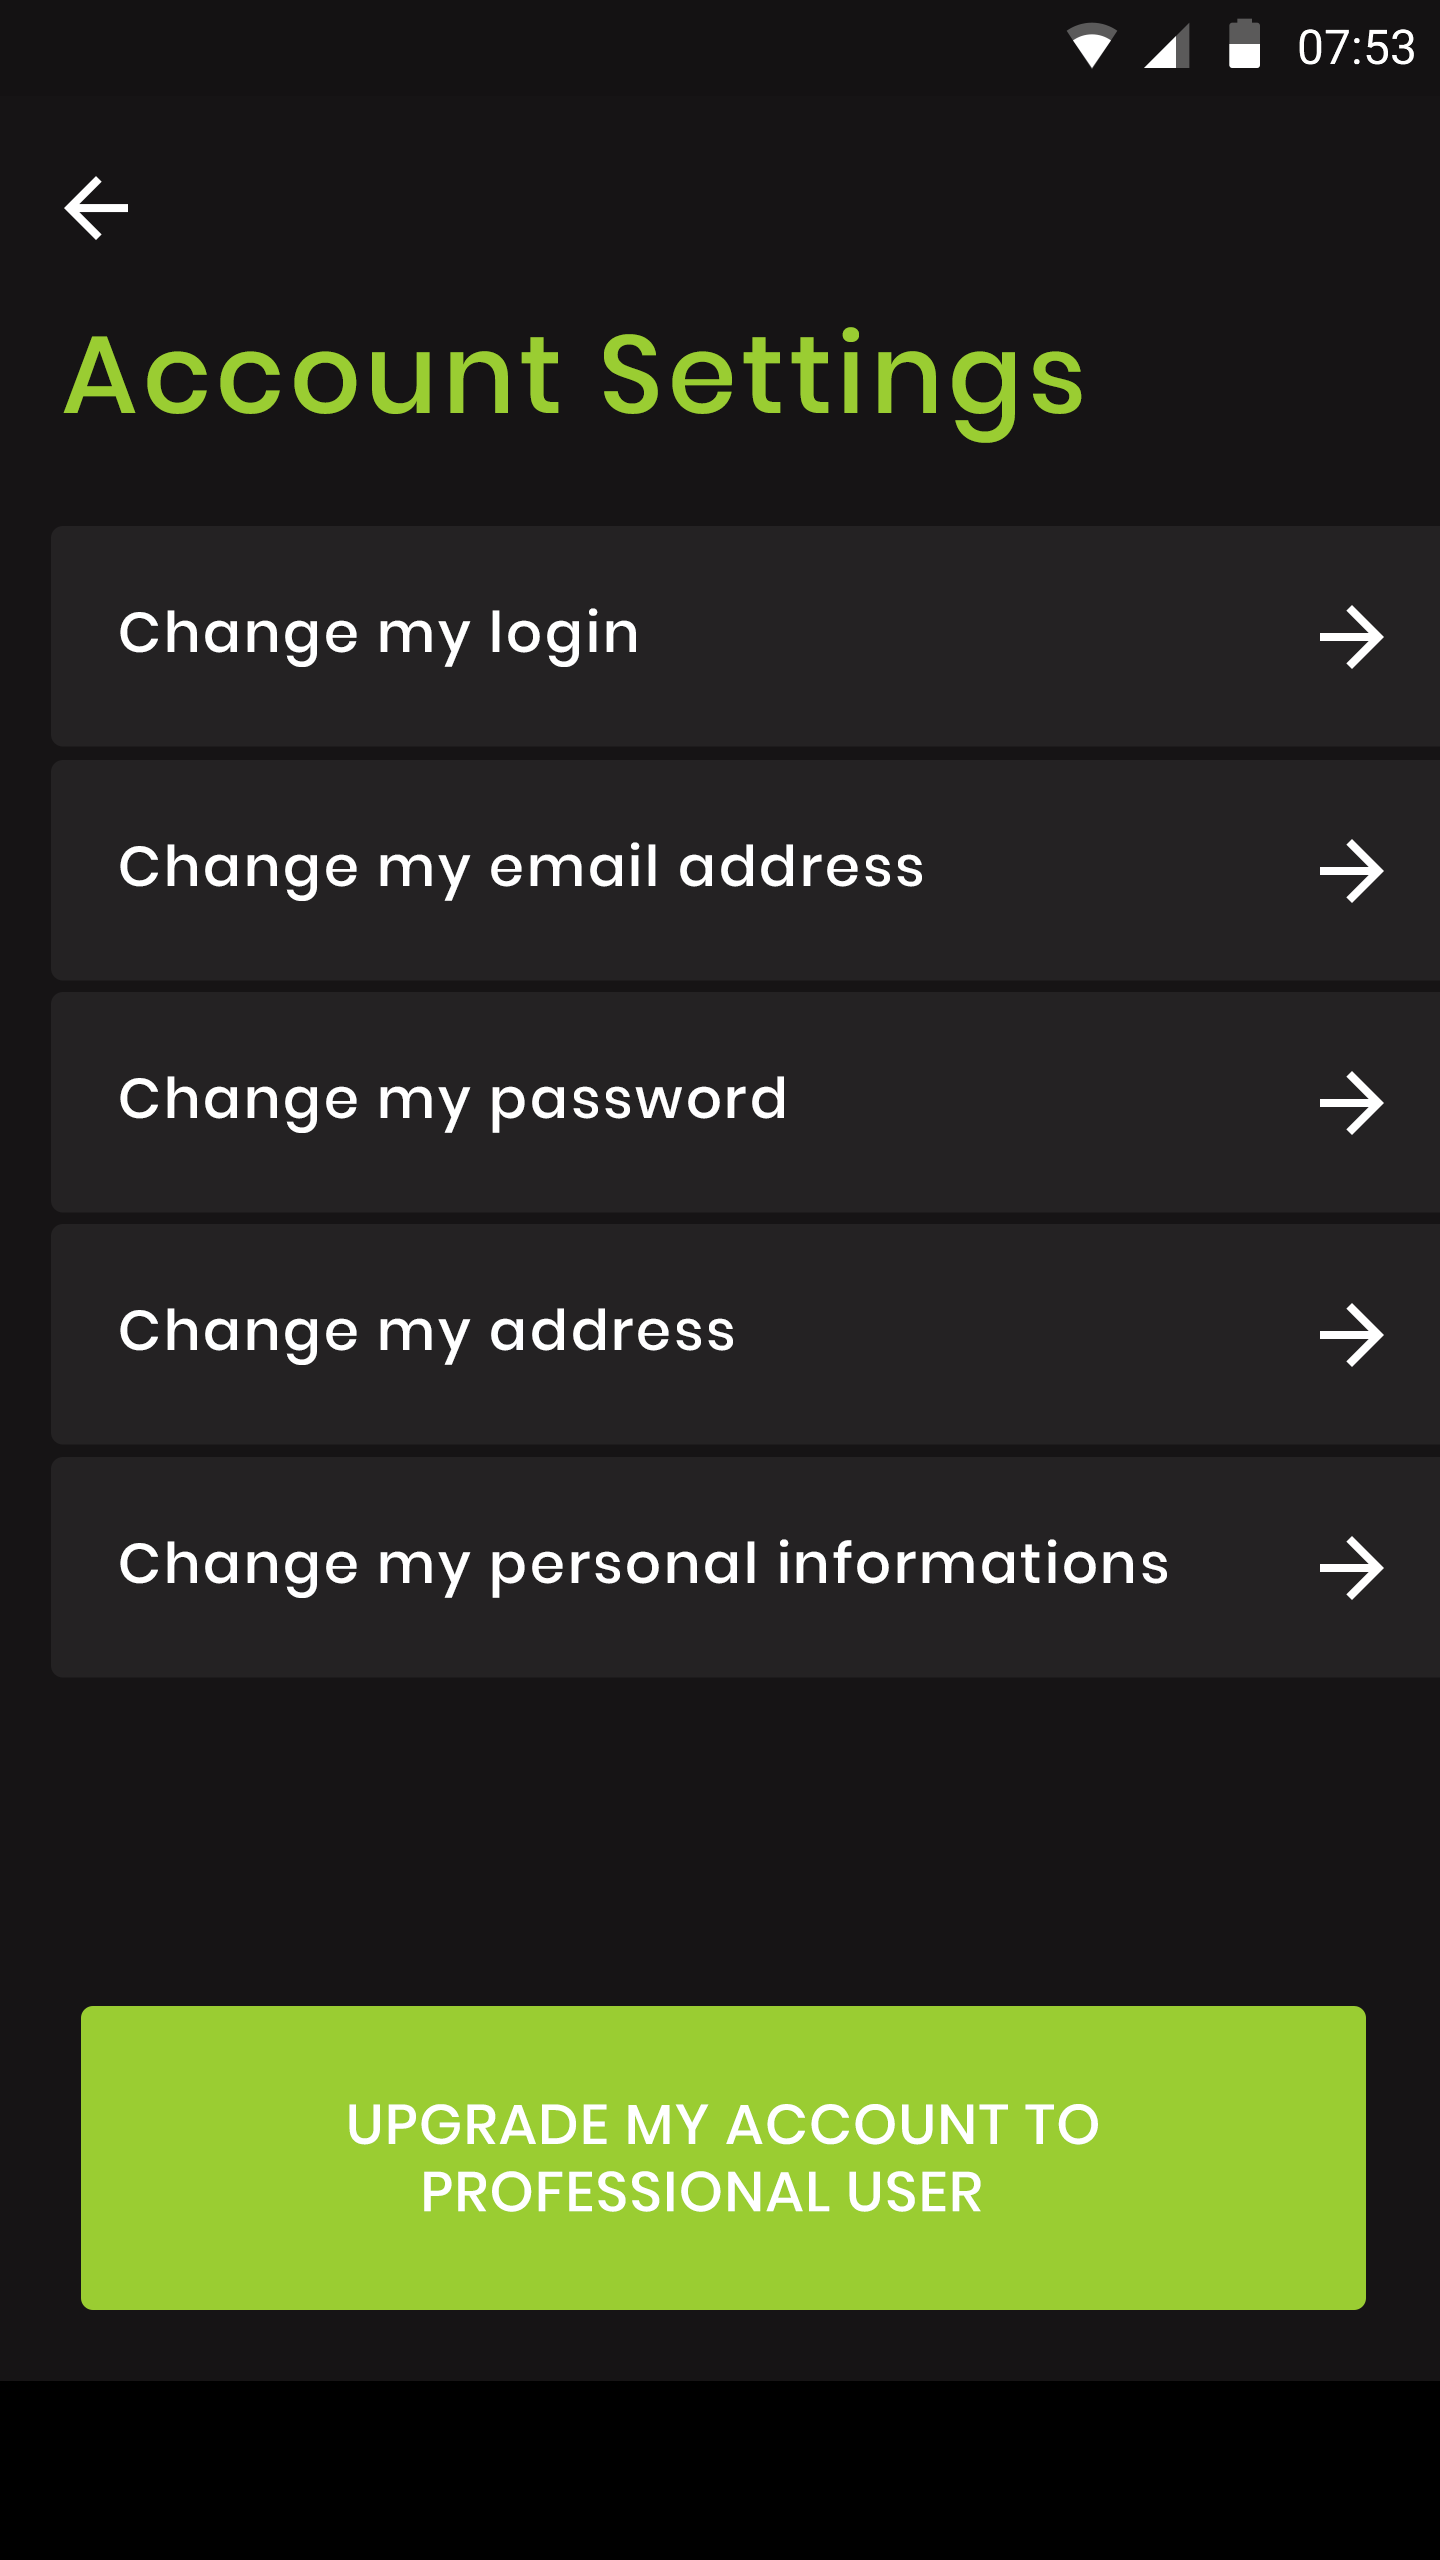 07:53
Account Settings
Change my login
Change my email address
Change my password
Change my address
Change my personal informations
UPGRADE MY ACCOUNT TO
PROFESSIONAL USER